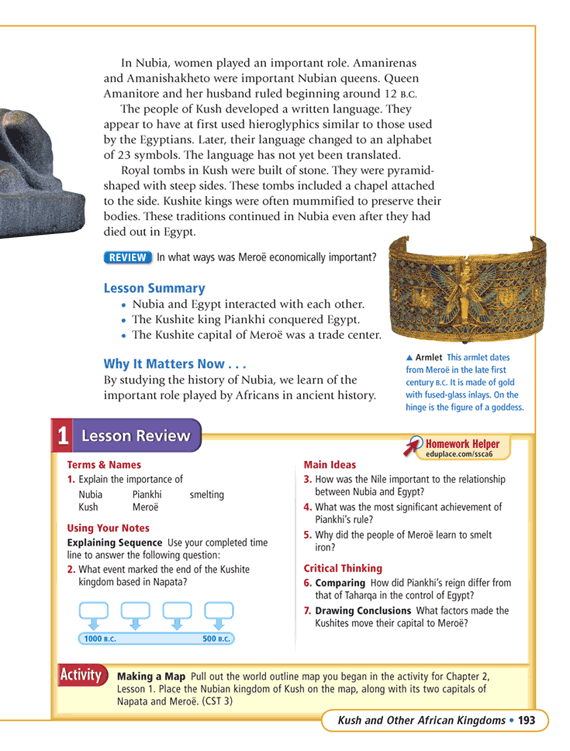 In Nubia, women played an important role. Amanirenas
and Amanishakheto were important Nubian queens. Queen
Amanitore and her husband ruled beginning around 12 B.C.
The people of Kush developed a written language. They
appear to have at first used hieroglyphics similar to those used
by the Egyptians. Later, their language changed to an alphabet
of 23 symbols. The language has not yet been translated.
Royal tombs in Kush were built of stone. They were pyramid-
shaped with steep sides. These tombs included a chapel attached
to the side. Kushite kings were often mummified to preserve their
bodies. These traditions continued in Nubia even after they had
died out in Egypt.
REVIEW In what ways was Meroë economically important?
Lesson Summary
• Nubia and Egypt interacted with each other.
• The Kushite king Piankhi conquered Egypt.
• The Kushite capital of Meroë was a trade center.
Why It Matters Now . . .
By studying the history of Nubia, we learn of the
important role played by Africans in ancient history.
▲ Armlet This armlet dates
from Meroë in the late first
century B.C. It is made of gold
with fused-glass inlays. On the
hinge is the figure of a goddess.
1 Lesson Review
Homework Helper
eduplace.com/ssca6
Terms & Names
1. Explain the importance of
Nubia Piankhi smelting
Kush Meroë
Using Your Notes
Explaining Sequence Use your completed time
line to answer the following question:
2. What event marked the end of the Kushite
kingdom based in Napata?
1000 B.C. 500 B.C.
Main Ideas
3. How was the Nile important to the relationship
between Nubia and Egypt?
4. What was the most significant achievement of
Piankhi's rule?
5. Why did the people of Meroë learn to smelt
iron?
Critical Thinking
6. Comparing How did Piankhi's reign differ from
that of Taharqa in the control of Egypt?
7. Drawing Conclusions What factors made the
Kushites move their capital to Meroë?
Activity
Making a Map Pull out the world outline map you began in the activity for Chapter 2,
Lesson 1. Place the Nubian kingdom of Kush on the map, along with its two capitals of
Napata and Meroë. (CST 3)
Kush and Other African Kingdoms • 193